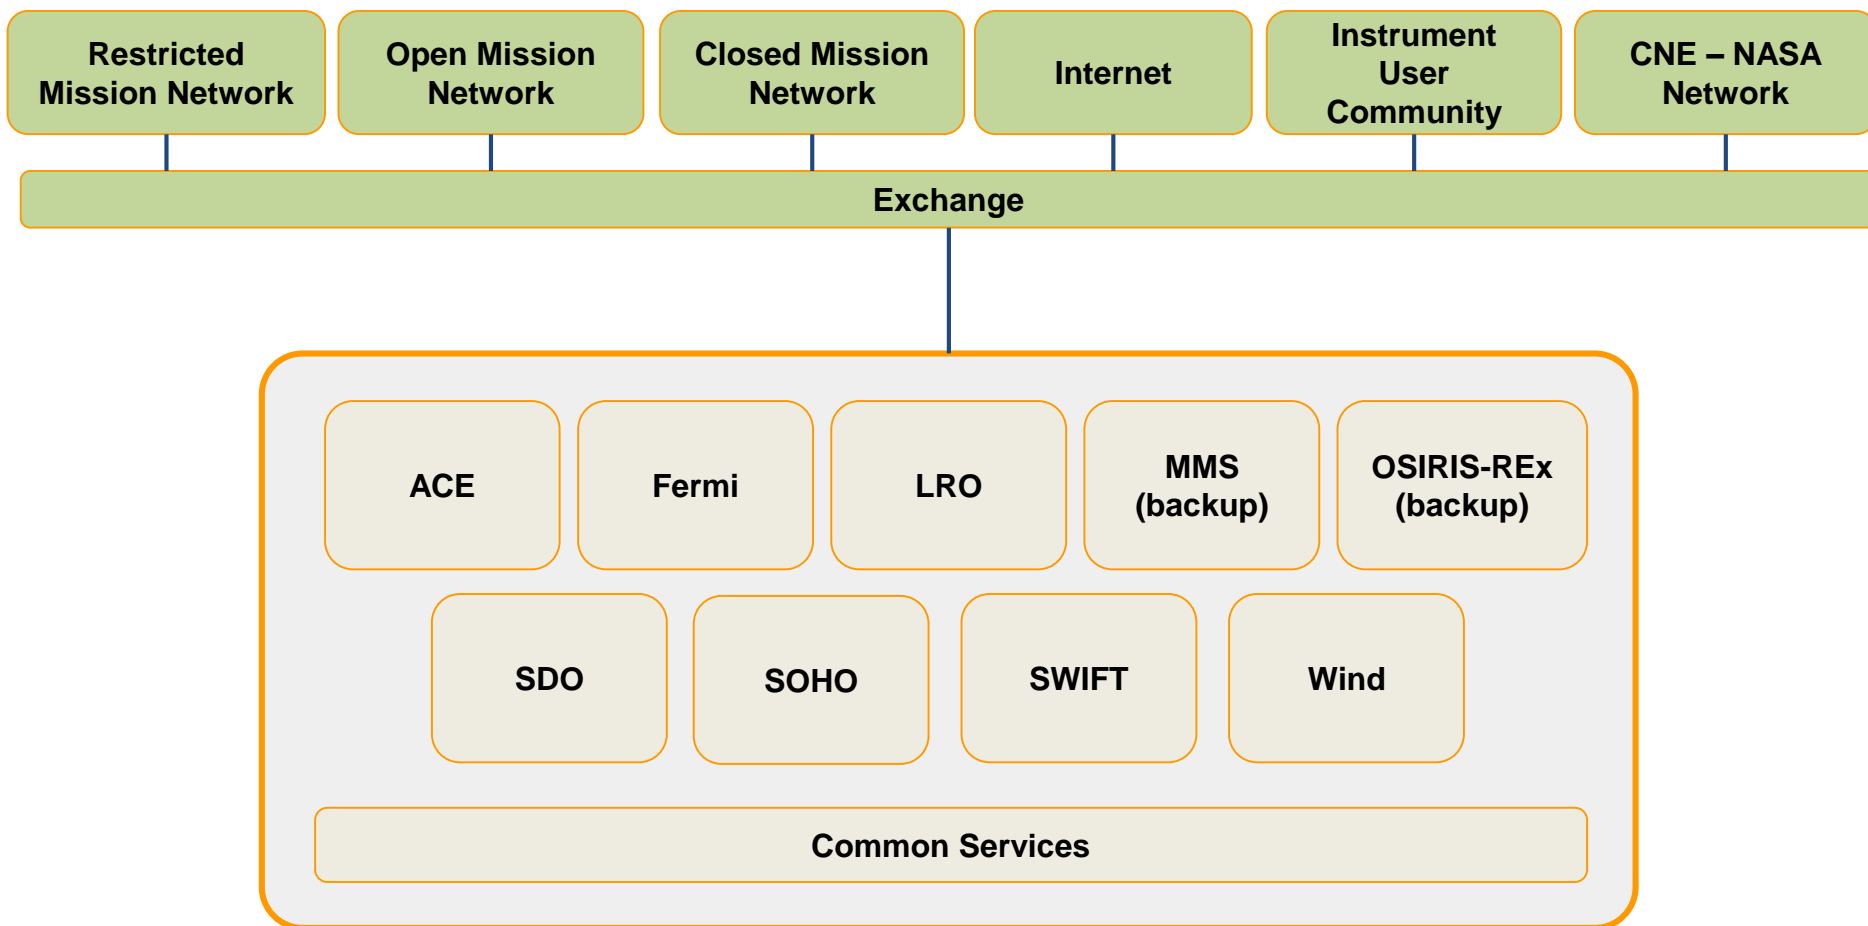 Restricted
Mission Network
Open Mission
Network
Closed Mission
Network
Internet
Instrument
User
Community
CNE – NASA
Network
Exchange
ACE
Fermi
LRO
MMS
(backup)
OSIRIS-REx
(backup)
SDO
SOHO
SWIFT
Wind
Common Services